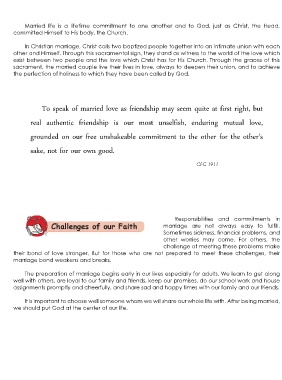 Married life is a lifetime commitment to one another and to God, just as Christ, the Head,
committed Himself to His body, the Church.
In Christian marriage, Christ calls two baptized people together into an intimate union with each
other and Himself. Through this sacramental sign, they stand as witness to the world of the love which
exist between two people and the love which Christ has for His Church. Through the graces of this
sacrament, the married couple live their lives in love, always to deepen their union, and to achieve
the perfection of holiness to which they have been called by God.
To speak of married love as friendship may seem quite at first right, but
real authentic friendship is our most unselfish, enduring mutual love,
grounded on our free unshakeable commitment to the other for the other's
sake, not for our own good.
CFC 1911
Challenges of our Faith
Responsibilities and commitments in
marriage are not always easy to fulfill.
Sometimes sickness, financial problems, and
other worries may come. For others, the
challenge of meeting these problems make
their bond of love stronger. But for those who are not prepared to meet these challenges, their
marriage bond weakens and breaks.
The preparation of marriage begins early in our lives especially for adults. We learn to get along
well with others, are loyal to our family and friends, keep our promises, do our school work and house
assignments promptly and cheerfully, and share sad and happy times with our family and our friends.
It is important to choose well someone whom we will share our whole life with. After being married,
we should put God at the center of our life.